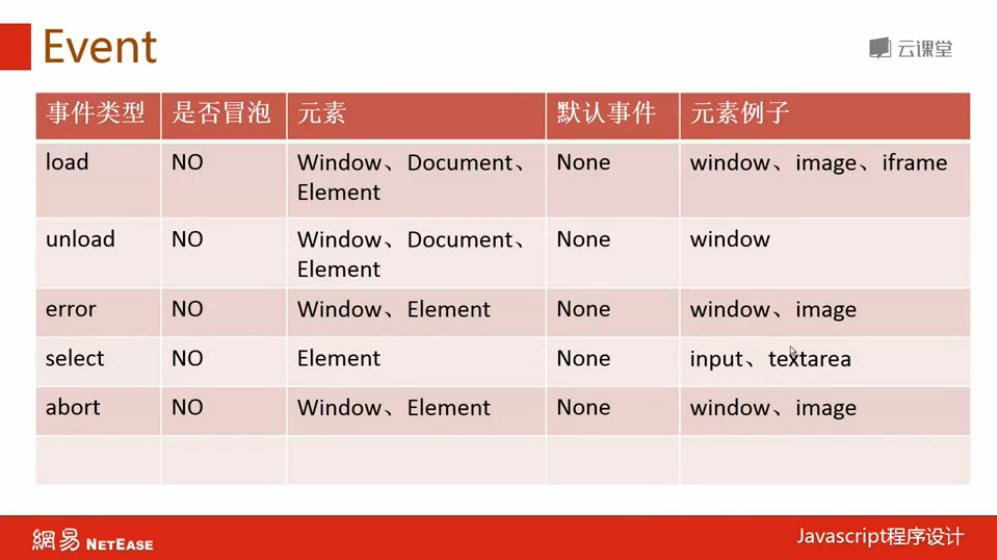 Event
云课堂
事件类型 是否冒泡 元素 默认事件 元素例子
load NO Window、Document、 None window、image、iframe
Element
unload NO Window、Document、 None window
Element
error NO Window、Element None window、image
select NO Element None input、textarea
abort NO Window、Element None window、image
網易 NETEASE
Javascript程序设计